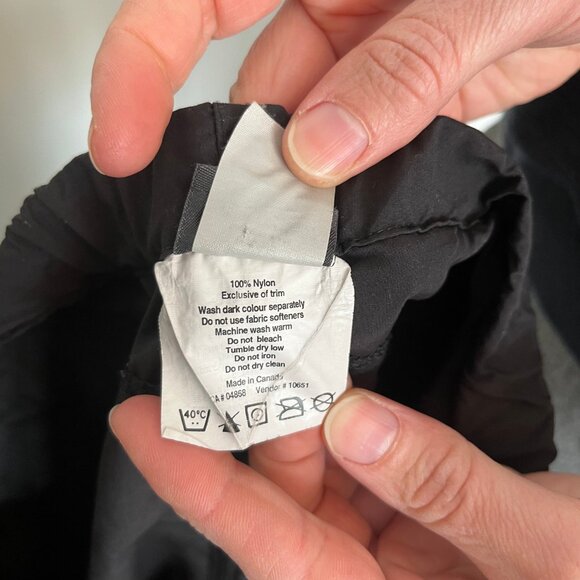 100% Nylon
Exclusive of trim
Wash dark colour separately
Do not use fabric softeners
Machine wash warm
Do not bleach
Tumble dry low
Do not iron
Do not dry clean
Made in Canada
CA # 04858 Vendor # 10651
40°C